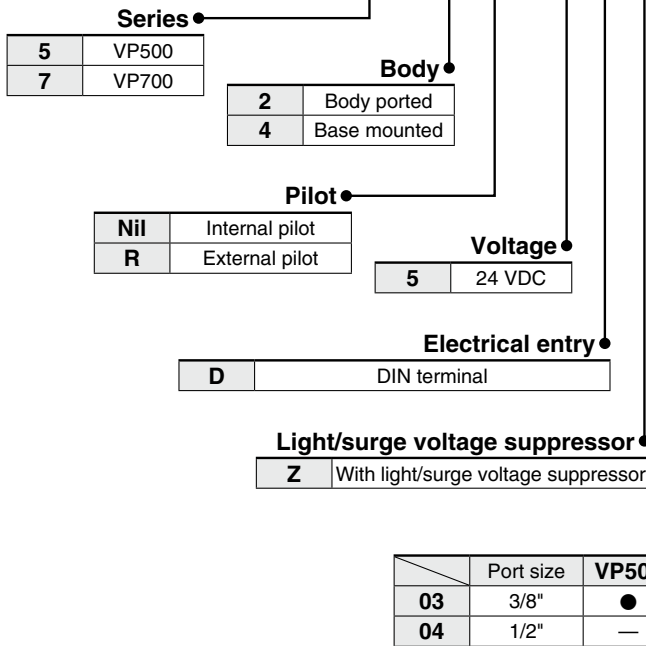 Series
5 VP500
7 VP700
Body
2 Body ported
4 Base mounted
Pilot
Nil Internal pilot
R External pilot
Voltage
5 24 VDC
Electrical entry
D DIN terminal
Light/surge voltage suppressor
Z With light/surge voltage suppressor
Port size VP50
03 3/8" ●
04 1/2" —